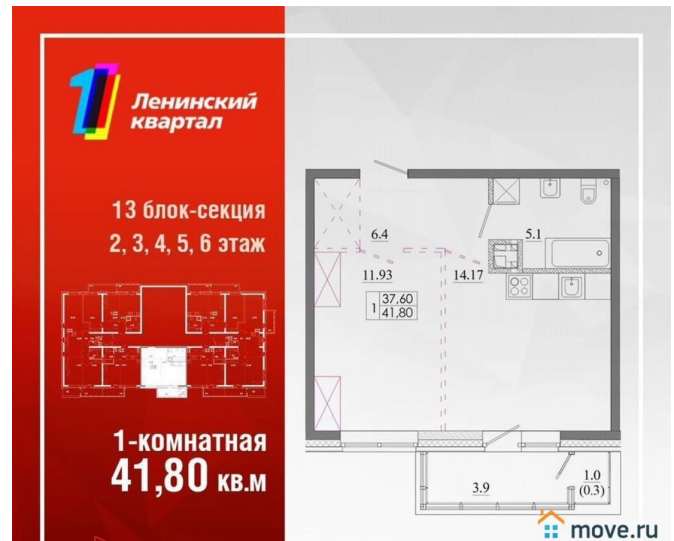 Ленинский
квартал
13 блок-секция
2, 3, 4, 5, 6 этаж
1-комнатная
41,80 кв.м
6.4
5.1
11.93
14.17
1
37,60
41,80
3.9
1.0
(0.3)
move.ru